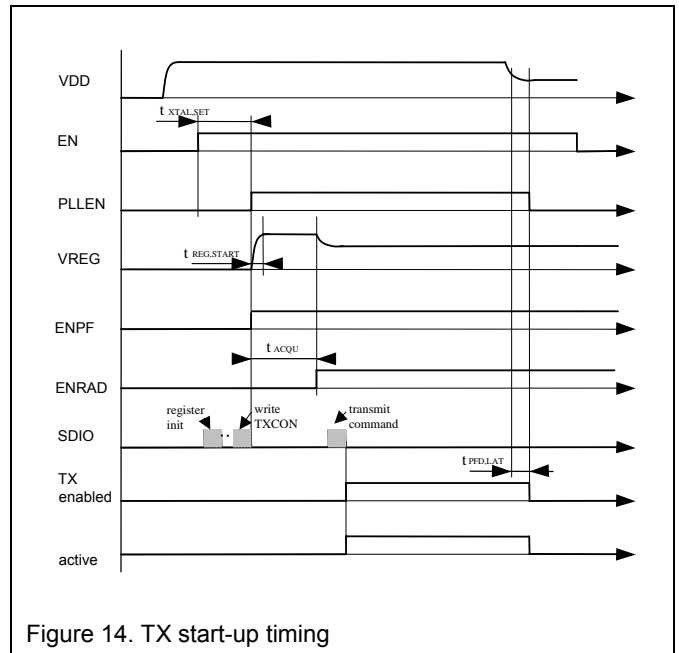 VDD
t XTAL,SET
EN
PLLEN
VREG
t REG,START
ENPF
t ACQU
ENRAD
register
init
write
TXCON
transmit
command
SDIO
t PFD,LAT
TX
enabled
active
Figure 14. TX start-up timing